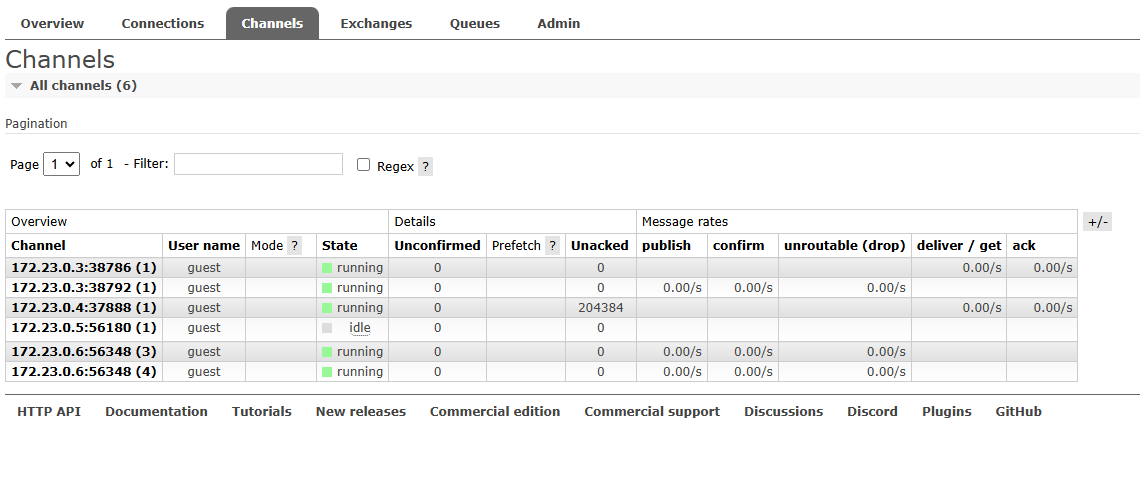 Overview Connections Channels Exchanges Queues Admin
Channels
All channels (6)
Pagination
Page 1 of 1 - Filter: Regex ?
Overview Details Message rates +/-
Channel User name Mode ? State Unconfirmed Prefetch ? Unacked publish confirm unroutable (drop) deliver / get ack
172.23.0.3:38786 (1) guest running 0 0 0.00/s 0.00/s
172.23.0.3:38792 (1) guest running 0 0 0.00/s 0.00/s 0.00/s
172.23.0.4:37888 (1) guest running 0 204384 0.00/s 0.00/s
172.23.0.5:56180 (1) guest idle 0 0
172.23.0.6:56348 (3) guest running 0 0 0.00/s 0.00/s 0.00/s
172.23.0.6:56348 (4) guest running 0 0 0.00/s 0.00/s 0.00/s
HTTP API Documentation Tutorials New releases Commercial edition Commercial support Discussions Discord Plugins GitHub